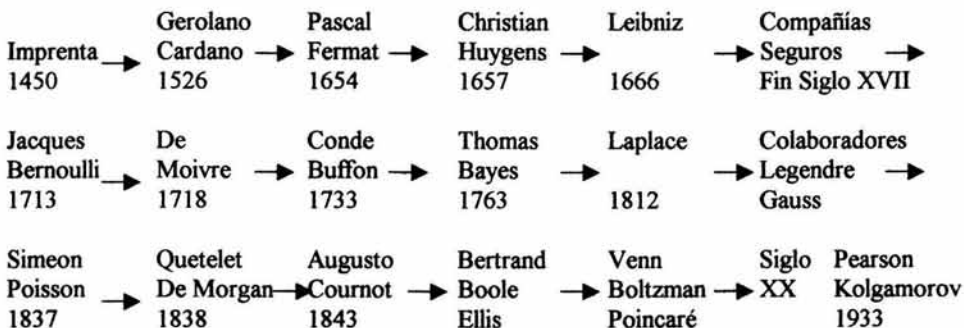 Gerolano Pascal Christian Leibniz Compañías
Imprenta Cardano Fermat Huygens Seguros
1450 1526 1654 1657 1666 Fin Siglo XVII
Jacques De Conde Thomas Laplace Colaboradores
Bernoulli Moivre Buffon Bayes Legendre
1713 1718 1733 1763 1812 Gauss
Simeon Quetelet Augusto Bertrand Venn Siglo Pearson
Poisson De Morgan Cournot Boole Boltzman XX Kolgamorov
1837 1838 1843 Ellis Poincaré 1933